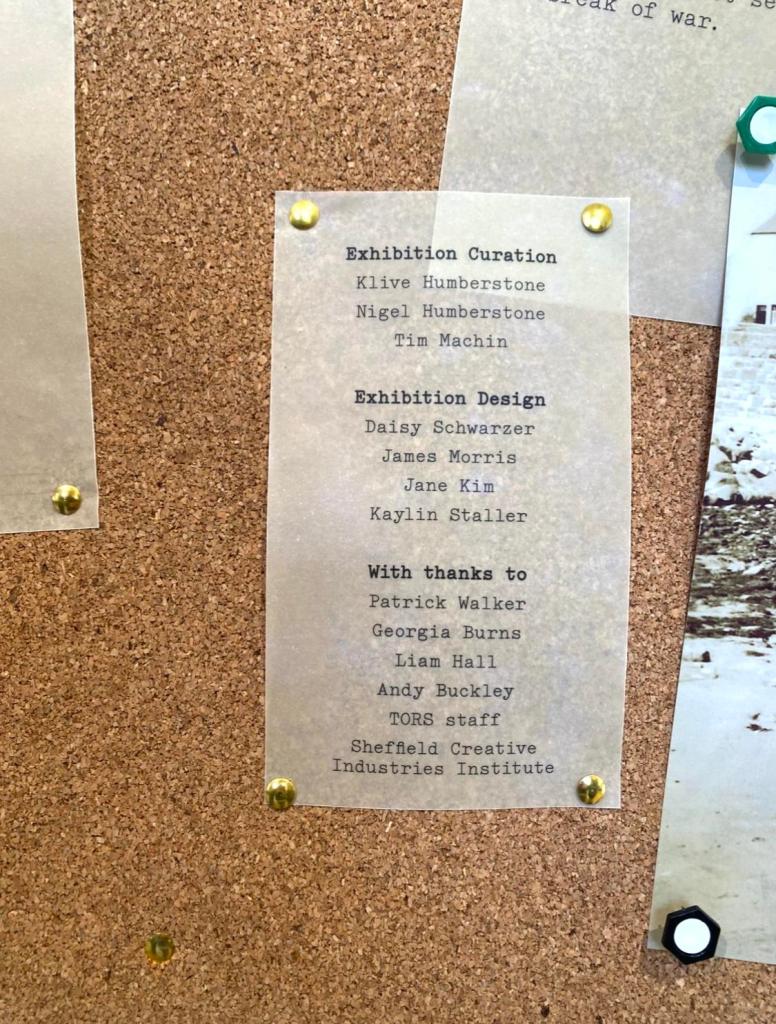 of war.
Exhibition Curation
Klive Humberstone
Nigel Humberstone
Tim Machin
Exhibition Design
Daisy Schwarzer
James Morris
Jane Kim
Kaylin Staller
With thanks to
Patrick Walker
Georgia Burns
Liam Hall
Andy Buckley
TORS staff
Sheffield Creative
Industries Institute